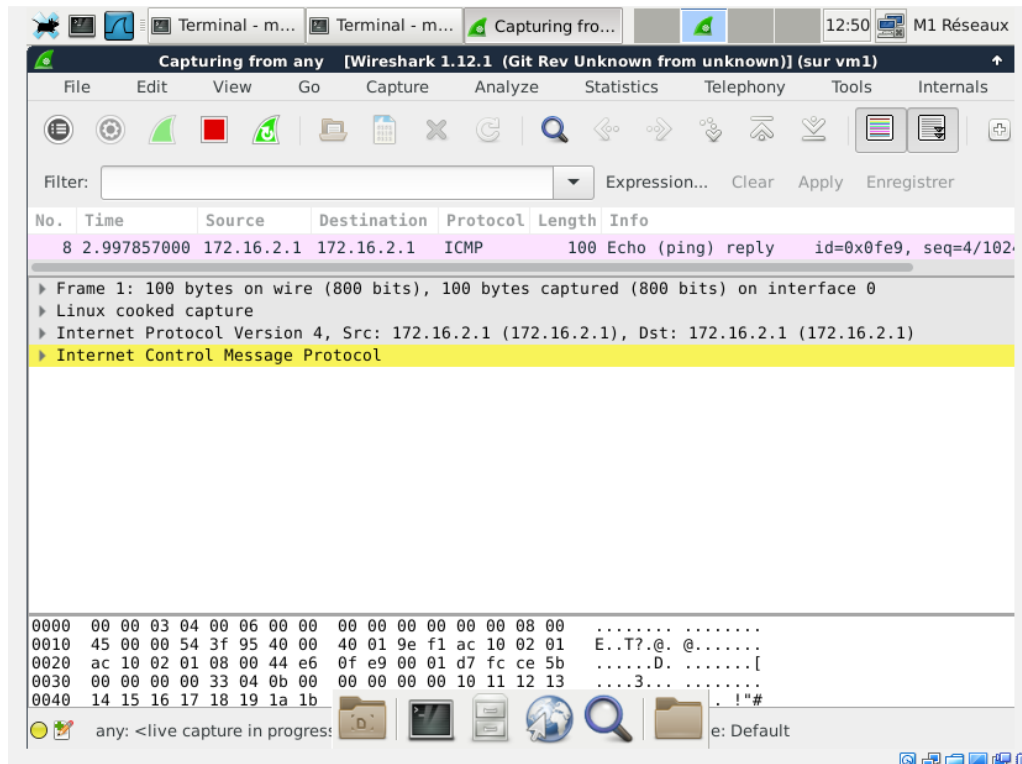 Terminal - m... Terminal - m... Capturing fro... 12:50 M1 Réseaux
Capturing from any [Wireshark 1.12.1 (Git Rev Unknown from unknown)] (sur vm1)
File Edit View Go Capture Analyze Statistics Telephony Tools Internals
Filter: Expression... Clear Apply Enregistrer
No. Time Source Destination Protocol Length Info
8 2.997857000 172.16.2.1 172.16.2.1 ICMP 100 Echo (ping) reply id=0x0fe9, seq=4/1024
Frame 1: 100 bytes on wire (800 bits), 100 bytes captured (800 bits) on interface 0
Linux cooked capture
Internet Protocol Version 4, Src: 172.16.2.1 (172.16.2.1), Dst: 172.16.2.1 (172.16.2.1)
Internet Control Message Protocol
0000 00 00 03 04 00 06 00 00 00 00 00 00 00 00 08 00 ........ ........
0010 45 00 00 54 3f 95 40 00 40 01 9e f1 ac 10 02 01 E..T?.@. @.......
0020 ac 10 02 01 08 00 44 e6 0f e9 00 01 d7 fc ce 5b ......D. .......[
0030 00 00 00 00 33 04 0b 00 00 00 00 00 10 11 12 13 ....3... ........
0040 14 15 16 17 18 19 1a 1b . !"#
any: <live capture in progres e: Default